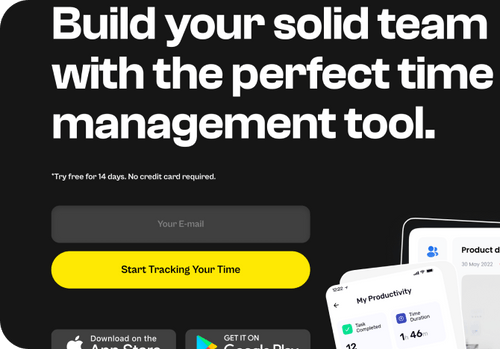 Build your solid team
with the perfect time
management tool.
*Try free for 14 days. No credit card required.
Your E-mail
Start Tracking Your Time
Download on the
App Store
GET IT ON
Google Play
Product d
30 May 2022
12:22
My Productivity
Task
Completed
12
Time
Duration
1h 46m